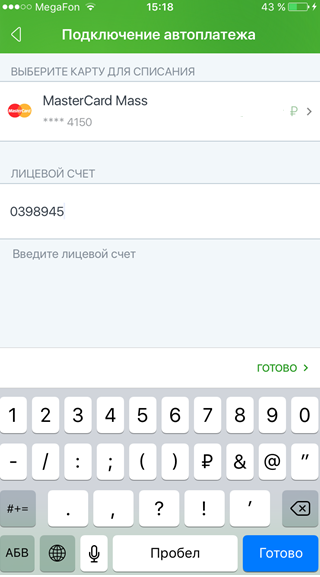 MegaFon 15:18 43 %
Подключение автоплатежа
ВЫБЕРИТЕ КАРТУ ДЛЯ СПИСАНИЯ
MasterCard Mass
MasterCard ₽
**** 4150
ЛИЦЕВОЙ СЧЕТ
0398945
Введите лицевой счет
ГОТОВО
1 2 3 4 5 6 7 8 9 0
- / : ; ( ) ₽ & @ "
#+= . , ? ! ’
АБВ Пробел Готово